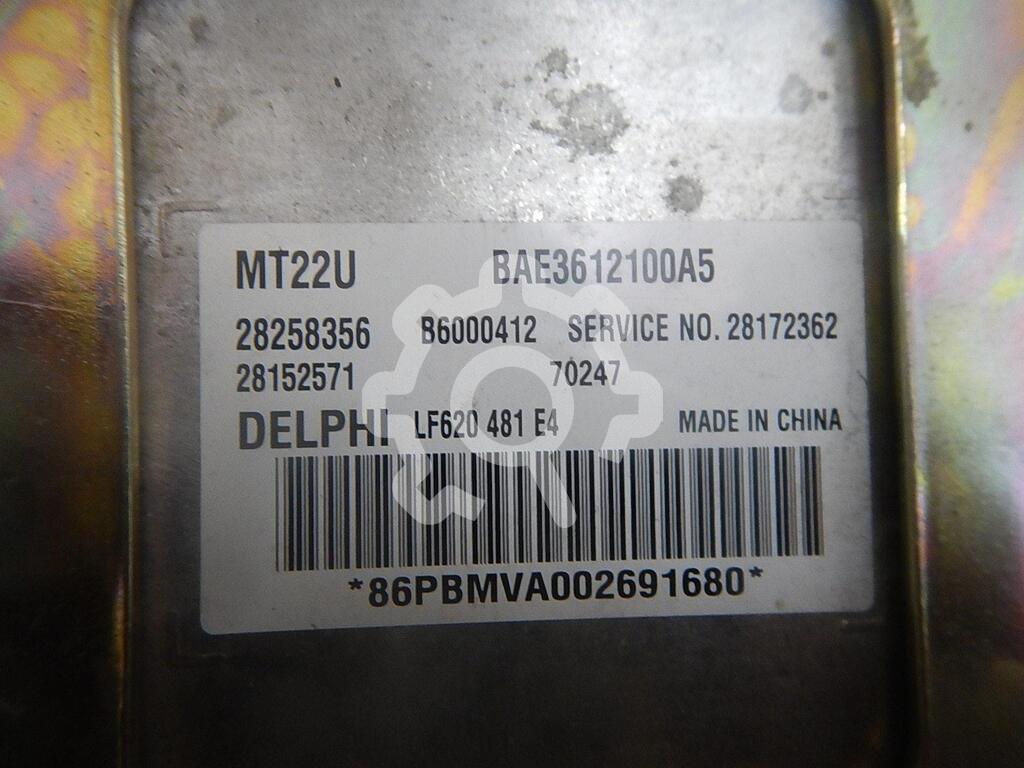 MT22U BAE3612100A5
28258356 B6000412 SERVICE NO. 28172362
28152571 70247
DELPHI LF620 481 E4 MADE IN CHINA
*86PBMVA002691680*